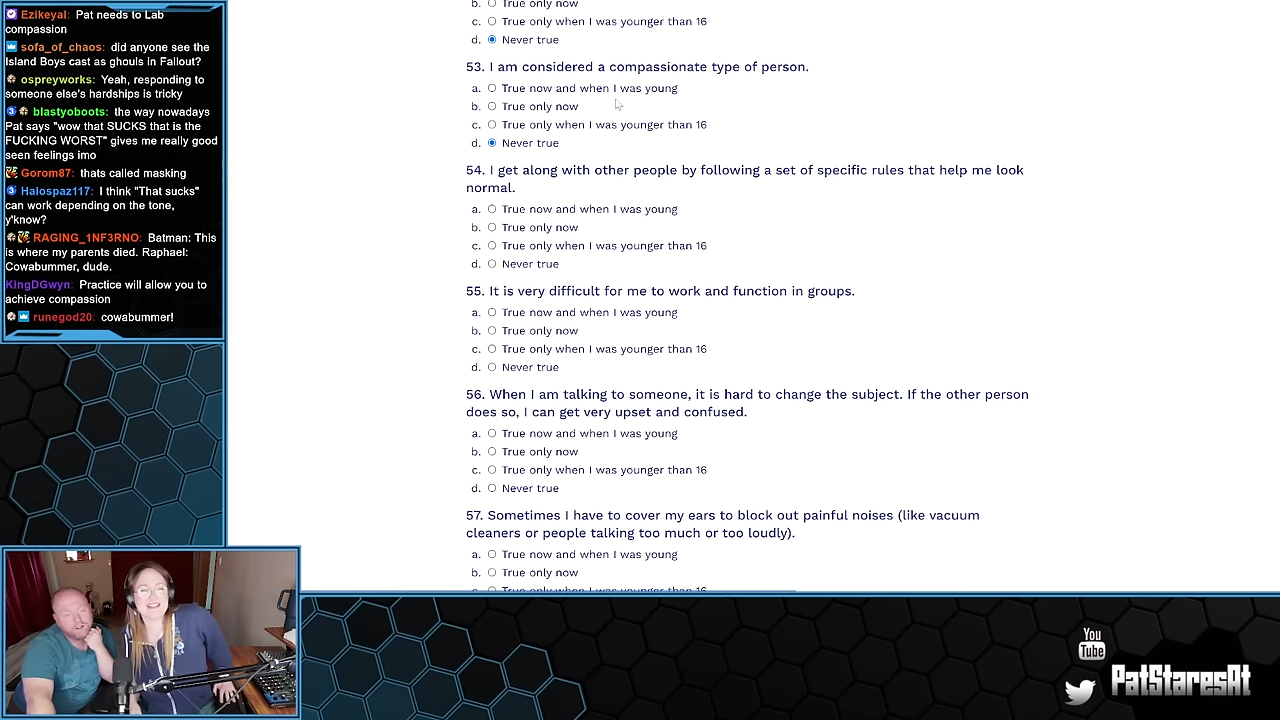 Ezikeyal: Pat needs to Lab
compassion
sofa_of_chaos: did anyone see the
Island Boys cast as ghouls in Fallout?
ospreyworks: Yeah, responding to
someone else's hardships is tricky
blastyoboots: the way nowadays
Pat says "wow that SUCKS that is the
FUCKING WORST" gives me really good
seen feelings imo
Gorom87: thats called masking
Halospaz117: I think "That sucks"
can work depending on the tone,
y'know?
RAGING_1NF3RNO: Batman: This
is where my parents died. Raphael:
Cowabummer, dude.
KingDGwyn: Practice will allow you to
achieve compassion
runegod20: cowabummer!
b. True only now
c. True only when I was younger than 16
d. Never true
53. I am considered a compassionate type of person.
a. True now and when I was young
b. True only now
c. True only when I was younger than 16
d. Never true
54. I get along with other people by following a set of specific rules that help me look
normal.
a. True now and when I was young
b. True only now
c. True only when I was younger than 16
d. Never true
55. It is very difficult for me to work and function in groups.
a. True now and when I was young
b. True only now
c. True only when I was younger than 16
d. Never true
56. When I am talking to someone, it is hard to change the subject. If the other person
does so, I can get very upset and confused.
a. True now and when I was young
b. True only now
c. True only when I was younger than 16
d. Never true
57. Sometimes I have to cover my ears to block out painful noises (like vacuum
cleaners or people talking too much or too loudly).
a. True now and when I was young
b. True only now
c. True only when I was younger than 16
You
Tube
PatStaresAt